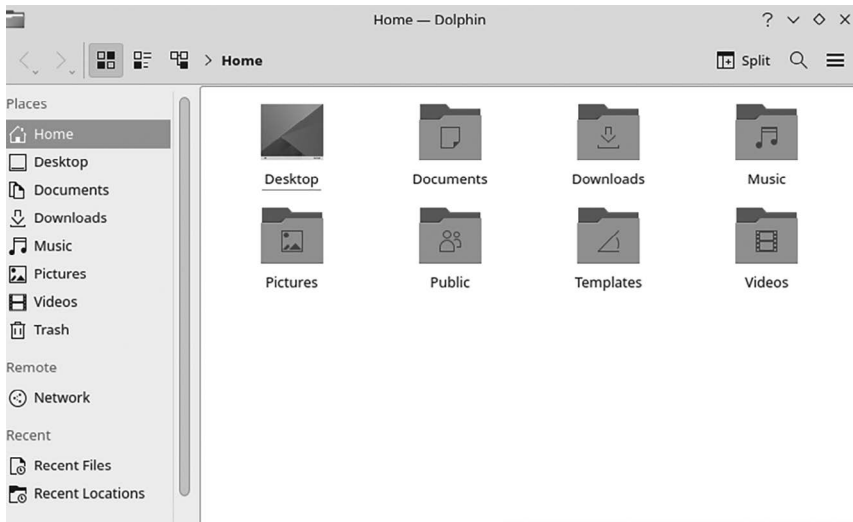 Home — Dolphin
Home
Split
Places
Home
Desktop
Documents
Downloads
Music
Pictures
Videos
Trash
Remote
Network
Recent
Recent Files
Recent Locations
Desktop Documents Downloads Music
Pictures Public Templates Videos